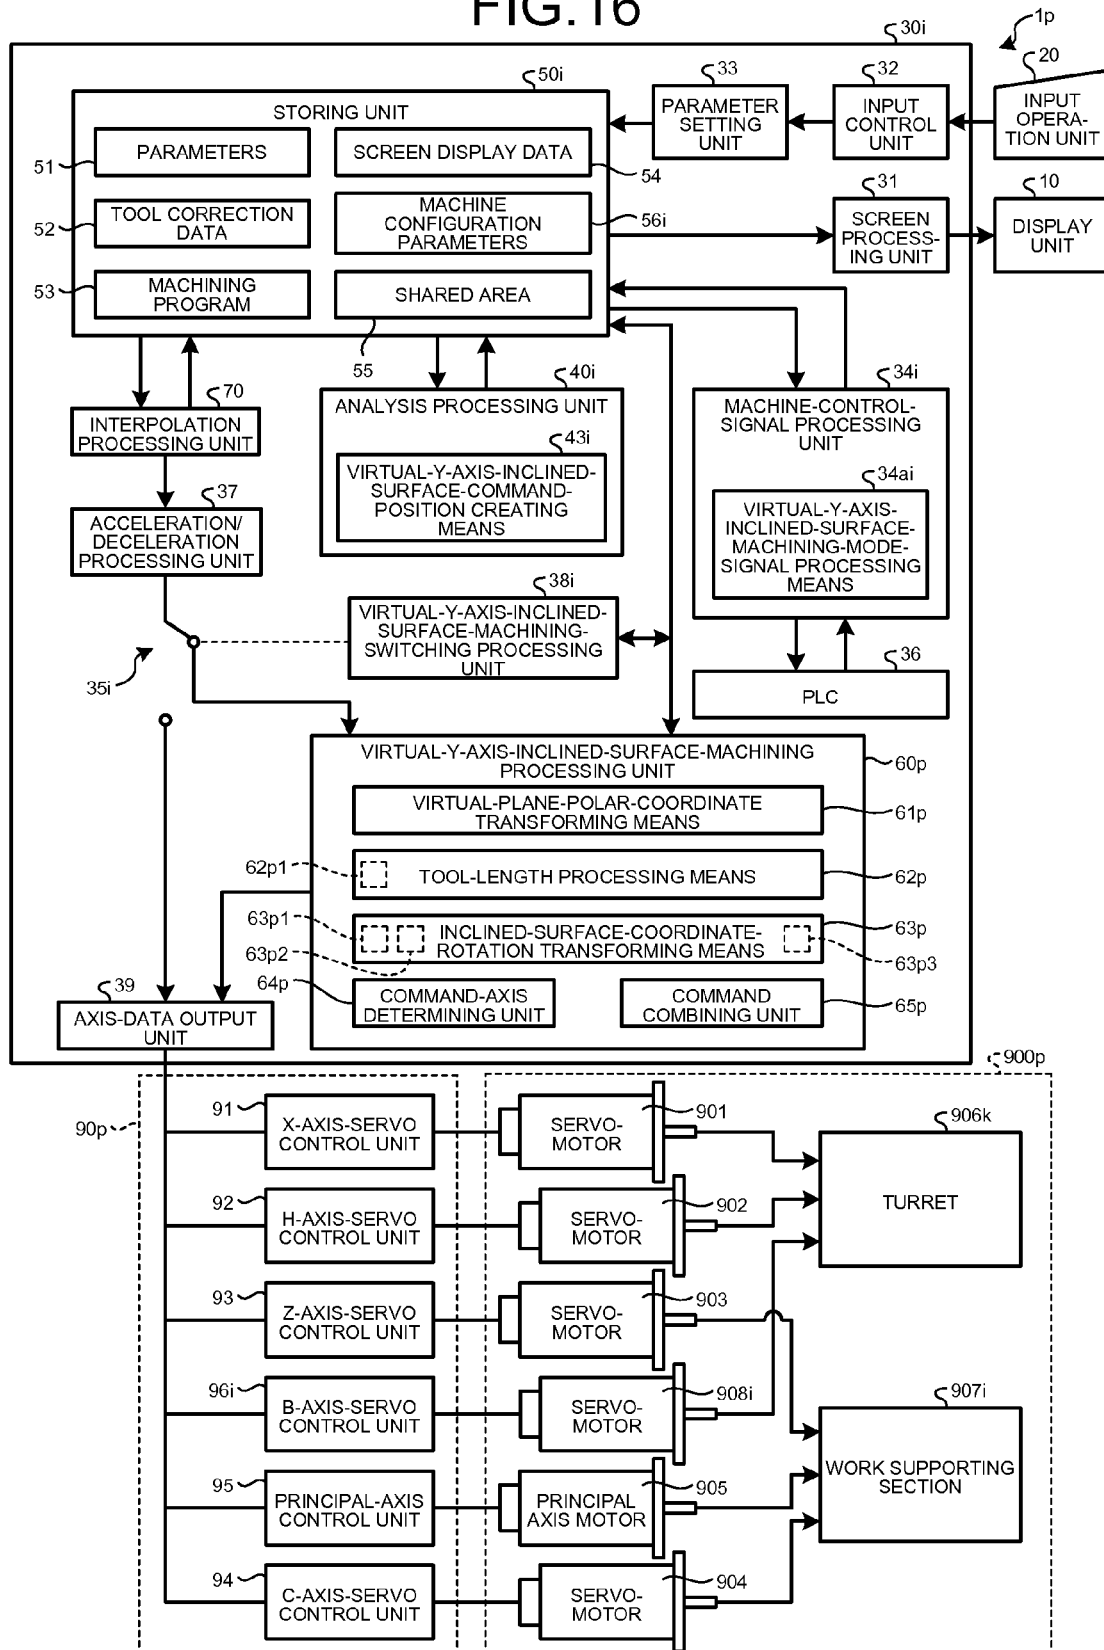 FIG.16
1p
30i
50i
STORING UNIT
51
PARAMETERS
SCREEN DISPLAY DATA
54
52
TOOL CORRECTION
DATA
MACHINE
CONFIGURATION
PARAMETERS
56i
53
MACHINING
PROGRAM
SHARED AREA
55
33
PARAMETER
SETTING
UNIT
32
INPUT
CONTROL
UNIT
20
INPUT
OPERA-
TION UNIT
31
SCREEN
PROCESS-
ING UNIT
10
DISPLAY
UNIT
70
INTERPOLATION
PROCESSING UNIT
40i
ANALYSIS PROCESSING UNIT
43i
VIRTUAL-Y-AXIS-INCLINED-
SURFACE-COMMAND-
POSITION CREATING
MEANS
34i
MACHINE-CONTROL-
SIGNAL PROCESSING
UNIT
34ai
VIRTUAL-Y-AXIS-
INCLINED-SURFACE-
MACHINING-MODE-
SIGNAL PROCESSING
MEANS
37
ACCELERATION/
DECELERATION
PROCESSING UNIT
38i
VIRTUAL-Y-AXIS-INCLINED-
SURFACE-MACHINING-
SWITCHING PROCESSING
UNIT
35i
36
PLC
VIRTUAL-Y-AXIS-INCLINED-SURFACE-MACHINING
PROCESSING UNIT
60p
VIRTUAL-PLANE-POLAR-COORDINATE
TRANSFORMING MEANS
61p
62p1
TOOL-LENGTH PROCESSING MEANS
62p
63p1
63p2
INCLINED-SURFACE-COORDINATE-
ROTATION TRANSFORMING MEANS
63p
63p3
64p
COMMAND-AXIS
DETERMINING UNIT
COMMAND
COMBINING UNIT
65p
39
AXIS-DATA OUTPUT
UNIT
90p
900p
91
X-AXIS-SERVO
CONTROL UNIT
SERVO-
MOTOR
901
906k
TURRET
92
H-AXIS-SERVO
CONTROL UNIT
SERVO-
MOTOR
902
93
Z-AXIS-SERVO
CONTROL UNIT
SERVO-
MOTOR
903
96i
B-AXIS-SERVO
CONTROL UNIT
SERVO-
MOTOR
908i
907i
WORK SUPPORTING
SECTION
95
PRINCIPAL-AXIS
CONTROL UNIT
PRINCIPAL
AXIS MOTOR
905
94
C-AXIS-SERVO
CONTROL UNIT
SERVO-
MOTOR
904